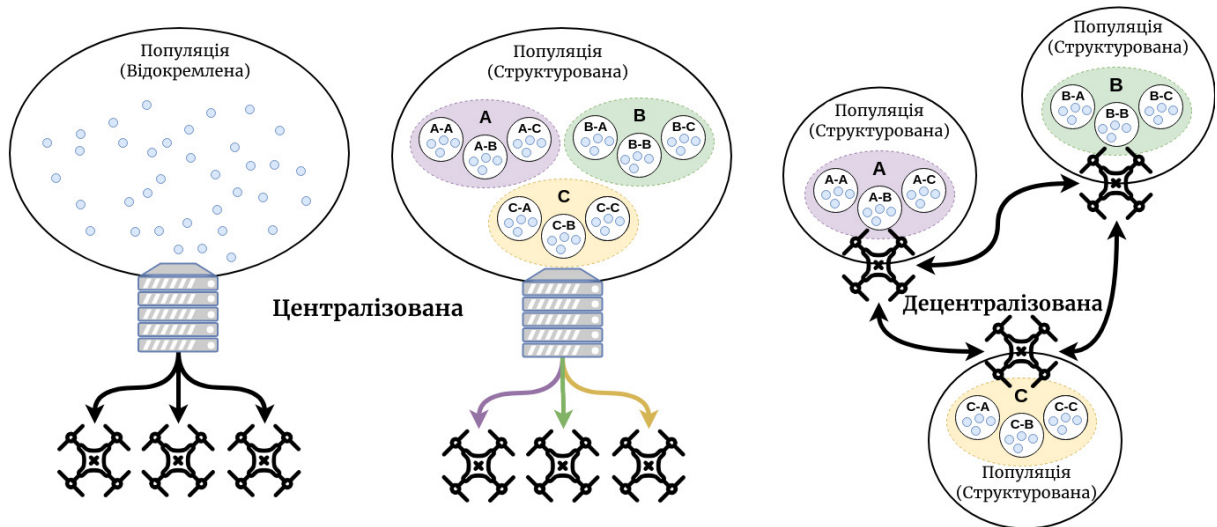 Популяція
(Відокремлена)
Популяція
(Структурована)
A
A-A
A-B
A-C
B
B-A
B-B
B-C
C
C-A
C-B
C-C
Централізована
Популяція
(Структурована)
A
A-A
A-B
A-C
Популяція
(Структурована)
B
B-A
B-B
B-C
Децентралізована
C
C-A
C-B
C-C
Популяція
(Структурована)